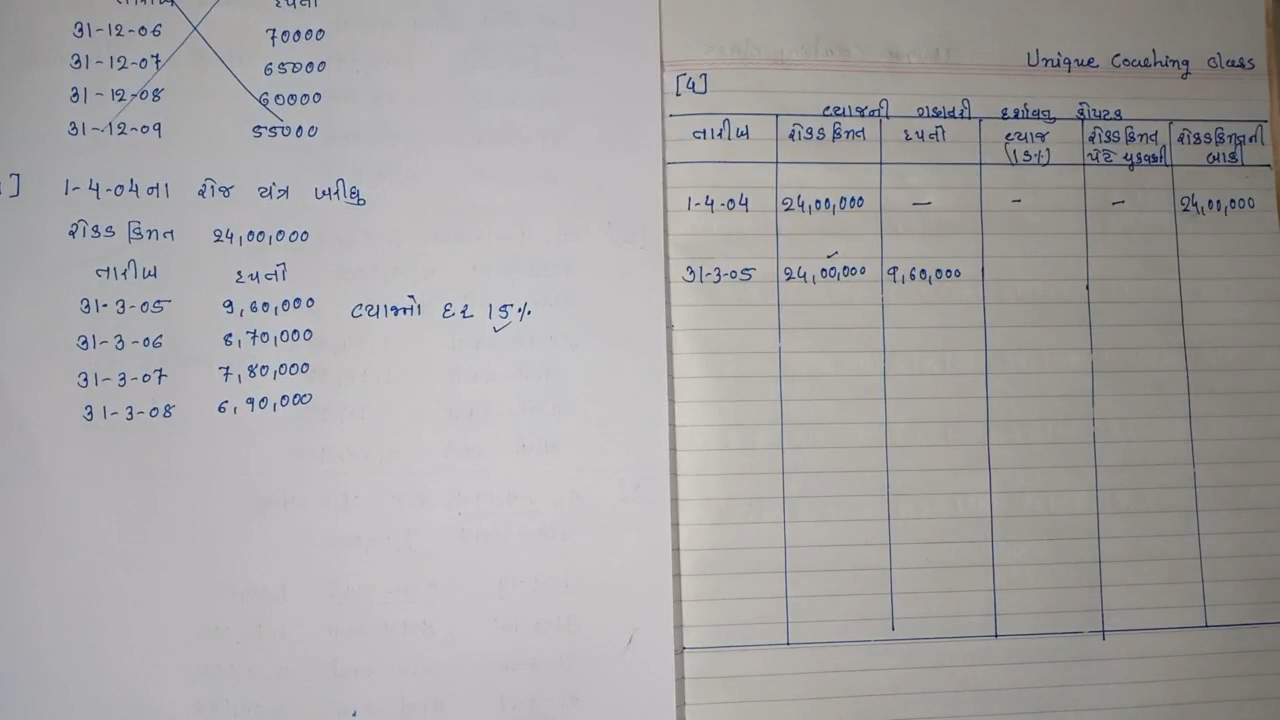 હપતો
31-12-06 70000
31-12-07 65000
31-12-08 60000
31-12-09 55000
1-4-04ના રોજ યંત્ર ખરીધુ
રોકડ કિંમત 24,00,000
તારીખ હપતો
31-3-05 9,60,000 વ્યાજનો દર 15%
31-3-06 8,70,000
31-3-07 7,80,000
31-3-08 6,90,000
Unique Coaching Class
[4]
વ્યાજની ગણતરી દર્શાવતુ કોષ્ટક
તારીખ રોકડ કિંમત હપતો વ્યાજ (15%) રોકડ કિંમત પેટે ચુકવણી રોકડ કિંમતની બાકી
1-4-04 24,00,000 — - — 24,00,000
31-3-05 24,00,000 9,60,000